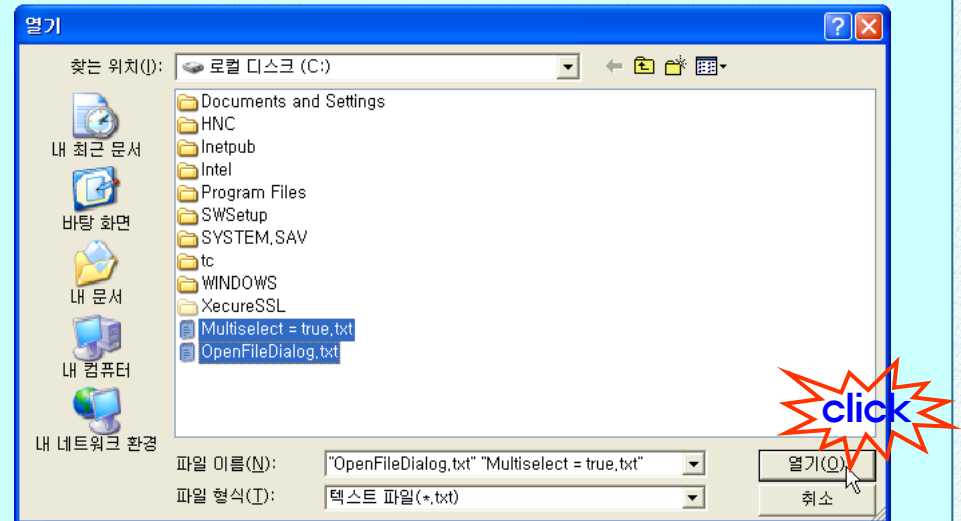 열기
찾는 위치(I):
로컬 디스크 (C:)
Documents and Settings
HNC
Inetpub
Intel
Program Files
SWSetup
SYSTEM.SAV
tc
WINDOWS
XecureSSL
Multiselect = true.txt
OpenFileDialog.txt
내 최근 문서
바탕 화면
내 문서
내 컴퓨터
내 네트워크 환경
파일 이름(N):
"OpenFileDialog.txt" "Multiselect = true.txt"
열기(O)
파일 형식(T):
텍스트 파일(*.txt)
취소
click